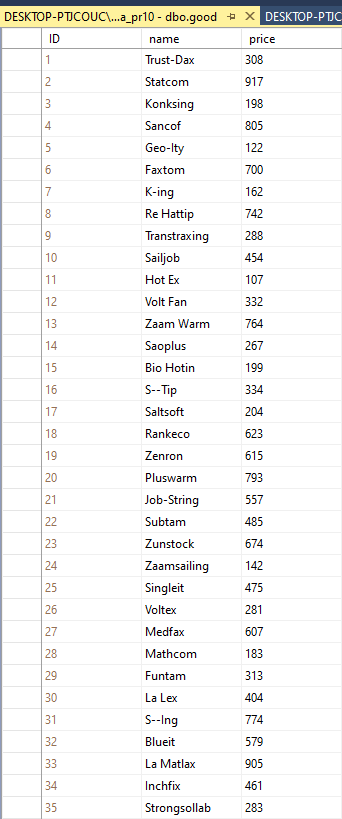 DESKTOP-PTJCOUC\...a_pr10 - dbo.good DESKTOP-PTJC
ID name price
1 Trust-Dax 308
2 Statcom 917
3 Konksing 198
4 Sancof 805
5 Geo-Ity 122
6 Faxtom 700
7 K-ing 162
8 Re Hattip 742
9 Transtraxing 288
10 Sailjob 454
11 Hot Ex 107
12 Volt Fan 332
13 Zaam Warm 764
14 Saoplus 267
15 Bio Hotin 199
16 S--Tip 334
17 Saltsoft 204
18 Rankeco 623
19 Zenron 615
20 Pluswarm 793
21 Job-String 557
22 Subtam 485
23 Zunstock 674
24 Zaamsailing 142
25 Singleit 475
26 Voltex 281
27 Medfax 607
28 Mathcom 183
29 Funtam 313
30 La Lex 404
31 S--Ing 774
32 Blueit 579
33 La Matlax 905
34 Inchfix 461
35 Strongsollab 283